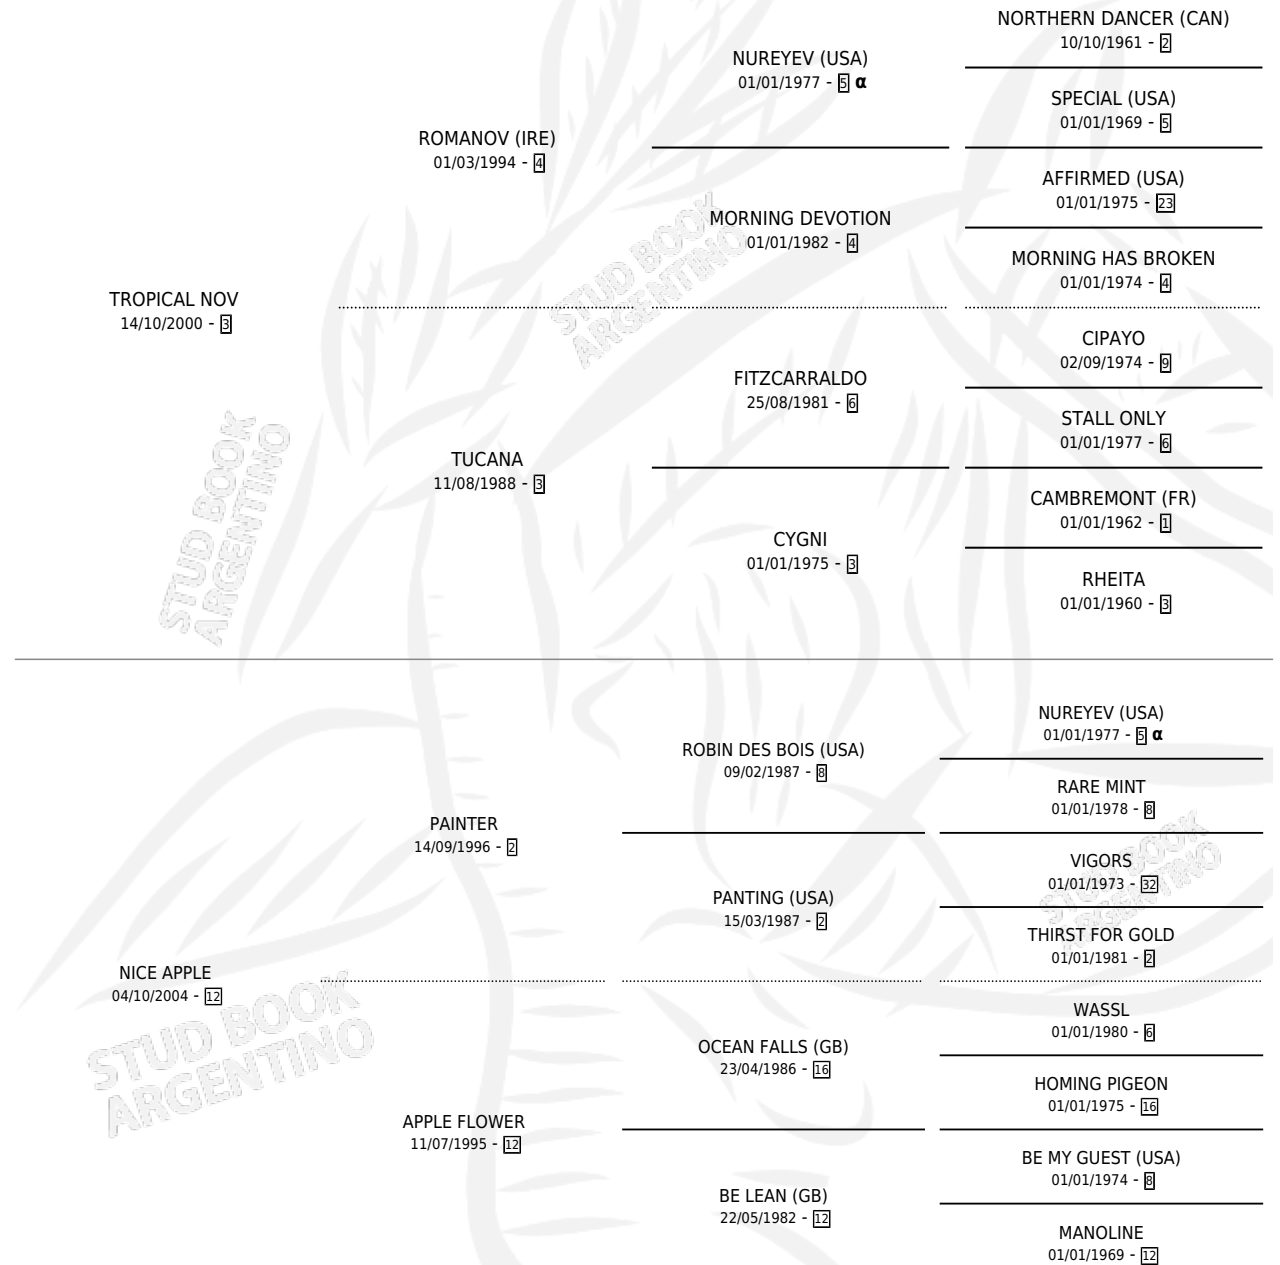 NORTHERN DANCER (CAN)
10/10/1961 - 2
NUREYEV (USA)
01/01/1977 - 5 α
SPECIAL (USA)
01/01/1969 - 5
ROMANOV (IRE)
01/03/1994 - 4
AFFIRMED (USA)
01/01/1975 - 23
MORNING DEVOTION
01/01/1982 - 4
MORNING HAS BROKEN
01/01/1974 - 4
TROPICAL NOV
14/10/2000 - 3
CIPAYO
02/09/1974 - 9
FITZCARRALDO
25/08/1981 - 6
STALL ONLY
01/01/1977 - 6
TUCANA
11/08/1988 - 3
CAMBREMONT (FR)
01/01/1962 - 1
CYGNI
01/01/1975 - 3
RHEITA
01/01/1960 - 3
NUREYEV (USA)
01/01/1977 - 5 α
ROBIN DES BOIS (USA)
09/02/1987 - 8
RARE MINT
01/01/1978 - 8
PAINTER
14/09/1996 - 2
VIGORS
01/01/1973 - 32
PANTING (USA)
15/03/1987 - 2
THIRST FOR GOLD
01/01/1981 - 2
NICE APPLE
04/10/2004 - 12
WASSL
01/01/1980 - 6
OCEAN FALLS (GB)
23/04/1986 - 16
HOMING PIGEON
01/01/1975 - 16
APPLE FLOWER
11/07/1995 - 12
BE MY GUEST (USA)
01/01/1974 - 8
BE LEAN (GB)
22/05/1982 - 12
MANOLINE
01/01/1969 - 12
STUD BOOK
ARGENTINO
STUD BOOK
ARGENTINO
STUD BOOK
ARGENTINO
STUD BOOK
ARGENTINO